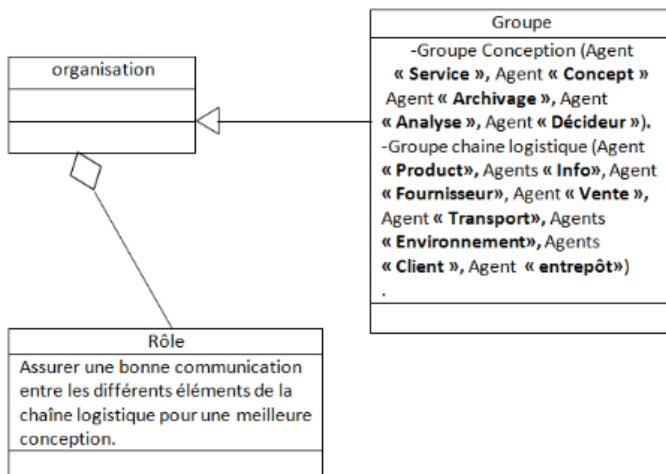 organisation
Groupe
-Groupe Conception (Agent
« Service », Agent « Concept »
Agent « Archivage », Agent
« Analyse », Agent « Décideur »).
-Groupe chaine logistique (Agent
« Product», Agents « Info», Agent
« Fournisseur», Agent « Vente »,
Agent « Transport», Agents
« Environnement», Agents
« Client », Agent « entrepôt»)
.
Rôle
Assurer une bonne communication
entre les différents éléments de la
chaîne logistique pour une meilleure
conception.